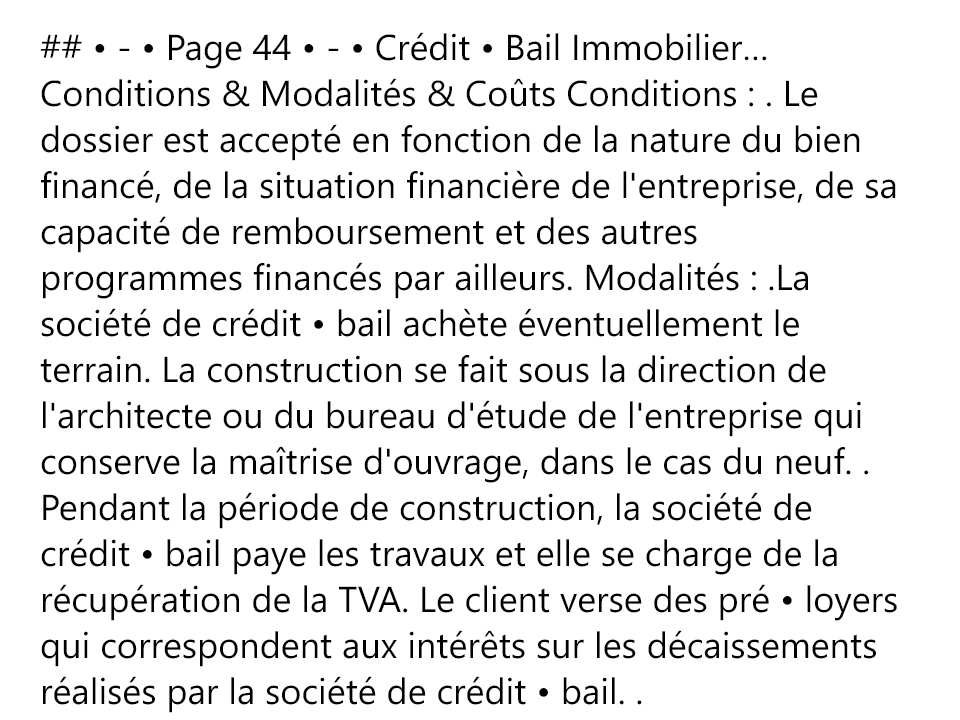 ## • - • Page 44 • - • Crédit • Bail Immobilier...
Conditions & Modalités & Coûts Conditions : . Le
dossier est accepté en fonction de la nature du bien
financé, de la situation financière de l'entreprise, de sa
capacité de remboursement et des autres
programmes financés par ailleurs. Modalités : .La
société de crédit • bail achète éventuellement le
terrain. La construction se fait sous la direction de
l'architecte ou du bureau d'étude de l'entreprise qui
conserve la maîtrise d'ouvrage, dans le cas du neuf. .
Pendant la période de construction, la société de
crédit • bail paye les travaux et elle se charge de la
récupération de la TVA. Le client verse des pré • loyers
qui correspondent aux intérêts sur les décaissements
réalisés par la société de crédit • bail. .